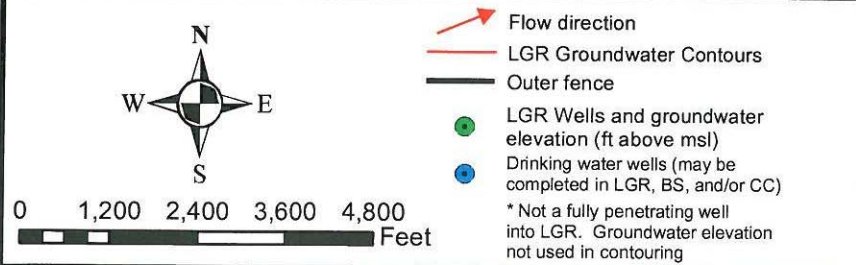 N
W E
S
0 1,200 2,400 3,600 4,800
Feet
Flow direction
LGR Groundwater Contours
Outer fence
LGR Wells and groundwater
elevation (ft above msl)
Drinking water wells (may be
completed in LGR, BS, and/or CC)
* Not a fully penetrating well
into LGR. Groundwater elevation
not used in contouring